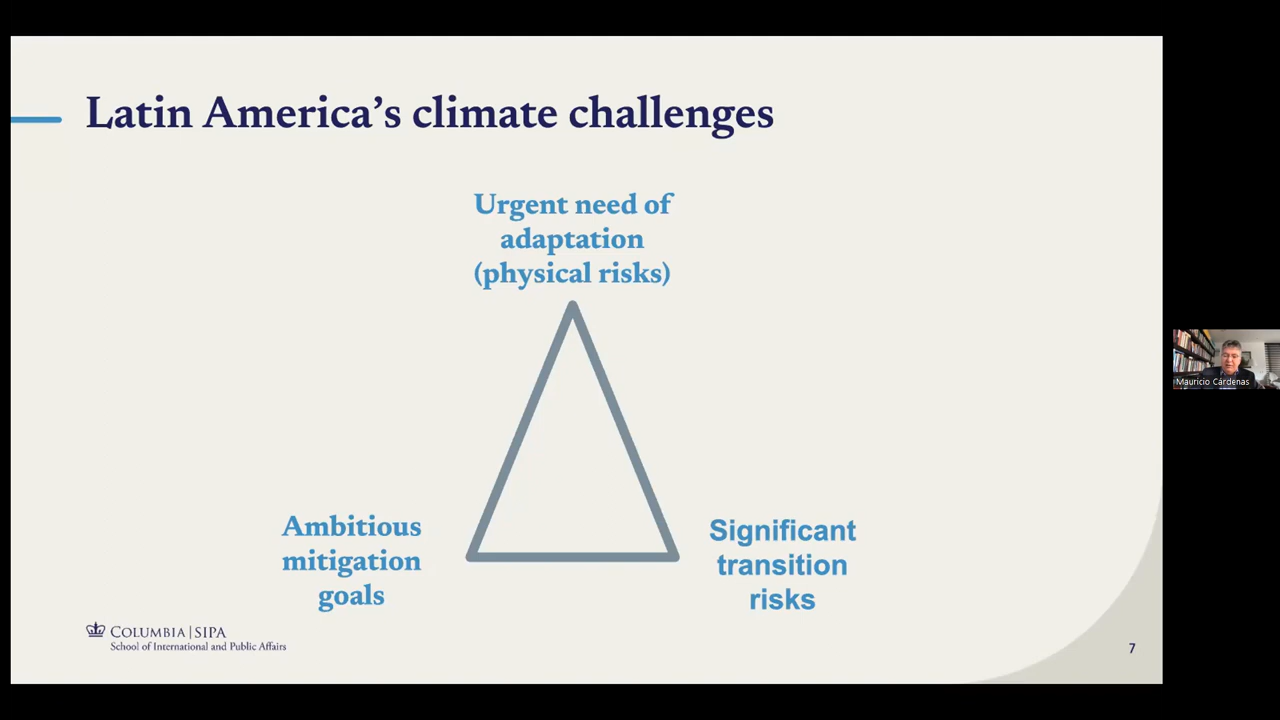 Latin America's climate challenges
Urgent need of
adaptation
(physical risks)
Ambitious
mitigation
goals
Significant
transition
risks
COLUMBIA | SIPA
School of International and Public Affairs
7
Mauricio Cárdenas